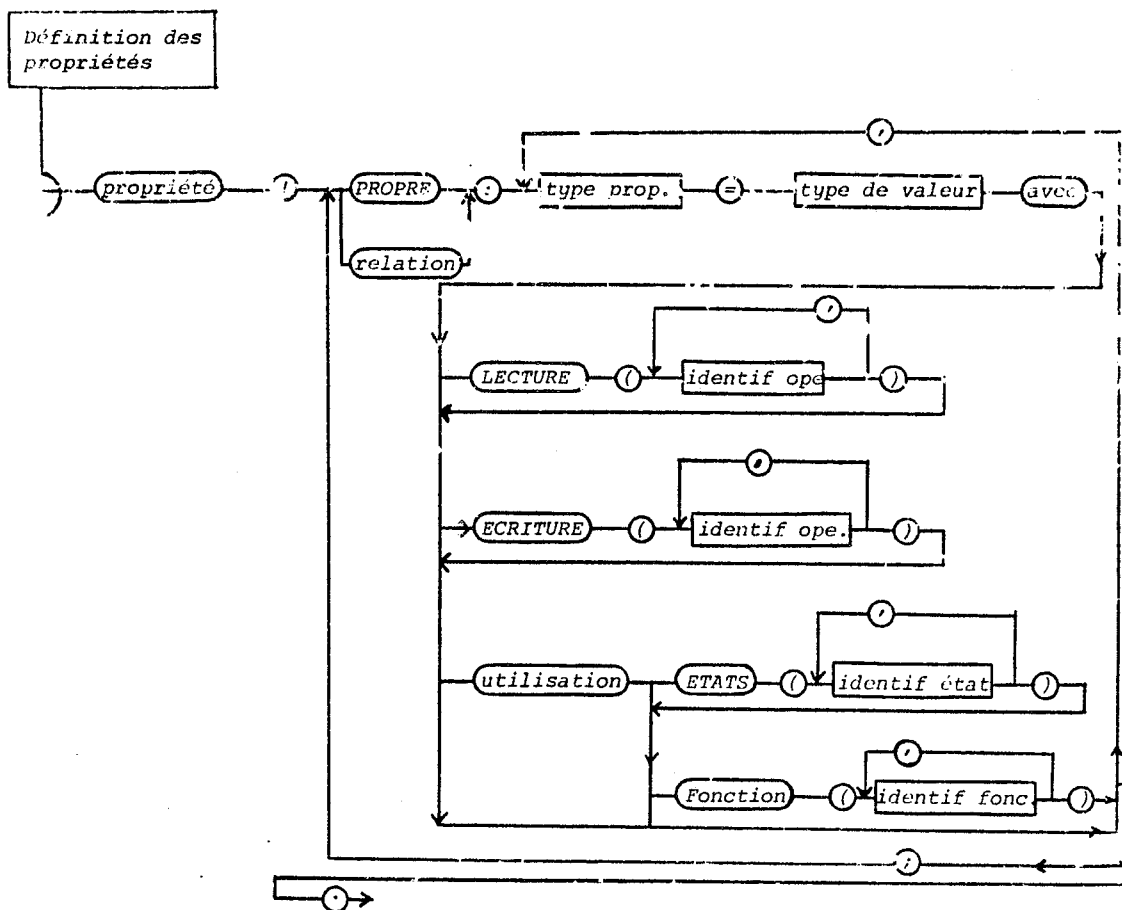 Définition des
propriétés
,
propriété ! PROPRE : type prop. = type de valeur avec
relation
,
LECTURE ( identif ope )
,
ECRITURE ( identif ope. )
,
utilisation ETATS ( identif état )
,
Fonction ( identif fonc )
;
.